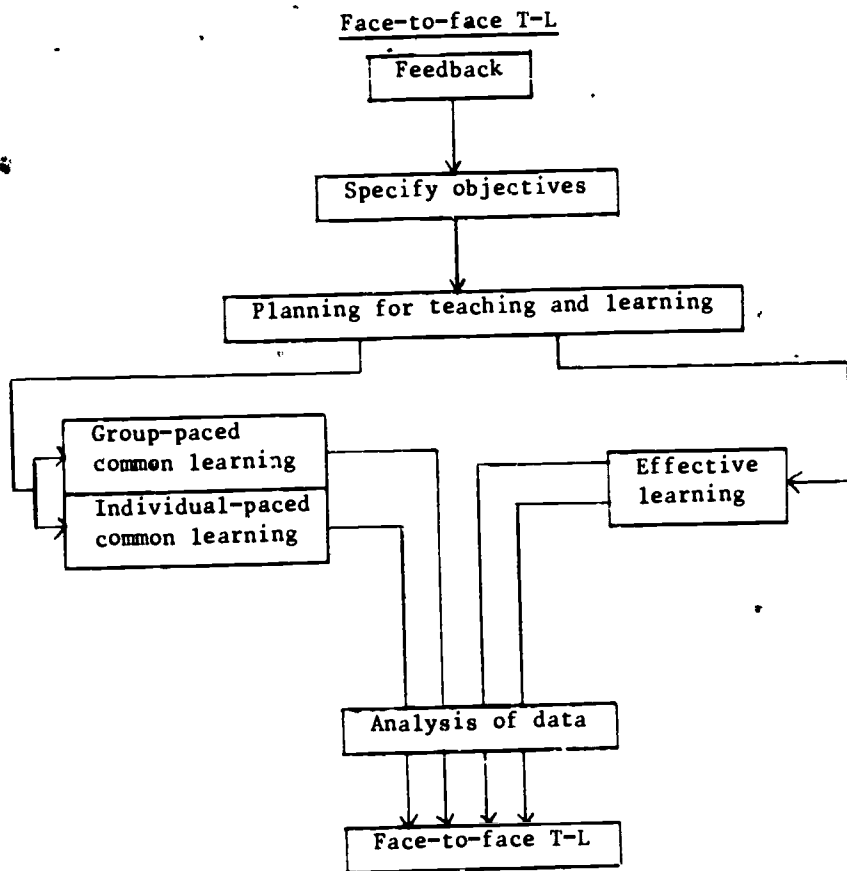 Face-to-face T-L
Feedback
Specify objectives
Planning for teaching and learning
Group-paced
common learning
Individual-paced
common learning
Effective
learning
Analysis of data
Face-to-face T-L